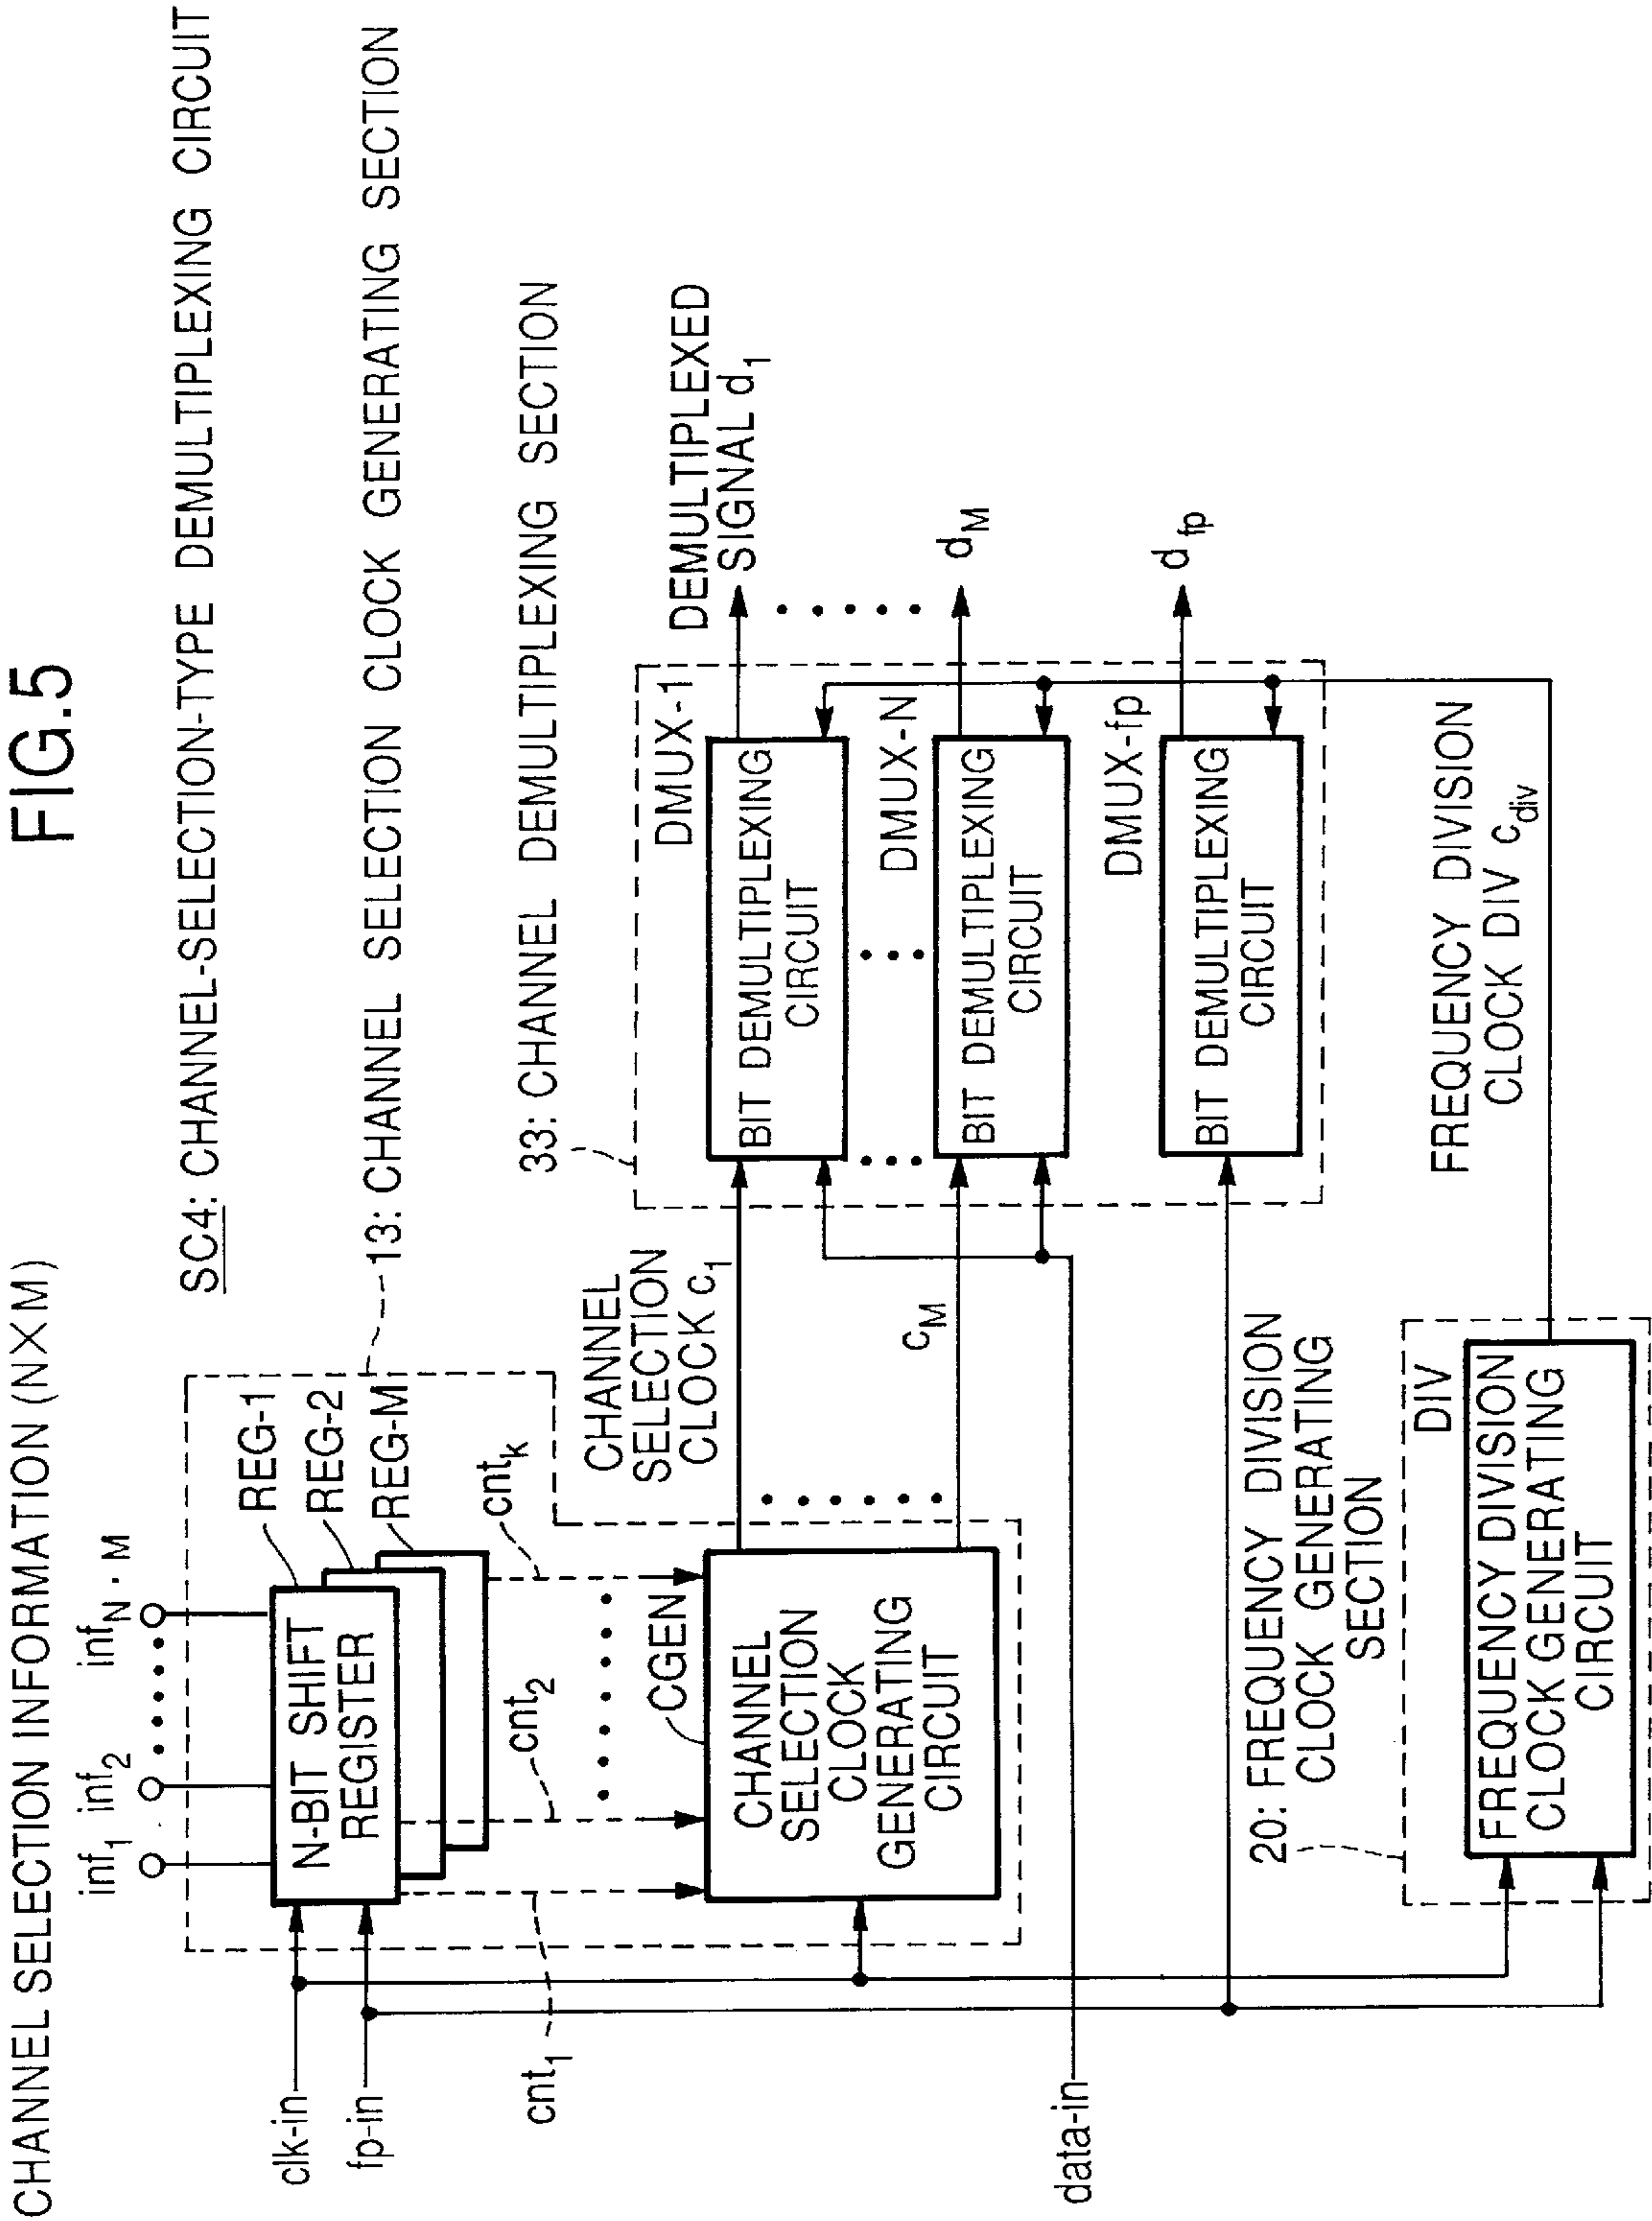 FIG.5
CHANNEL SELECTION INFORMATION (N×M)
SC4: CHANNEL-SELECTION-TYPE DEMULTIPLEXING CIRCUIT
inf1 inf2 infN·M
13: CHANNEL SELECTION CLOCK GENERATING SECTION
REG-1
REG-2
REG-M
N-BIT SHIFT
REGISTER
clk-in
fp-in
cnt1
cnt2
cntk
CGEN
CHANNEL
SELECTION
CLOCK
GENERATING
CIRCUIT
CHANNEL
SELECTION
CLOCK c1
cM
data-in
33: CHANNEL DEMULTIPLEXING SECTION
DMUX-1
BIT DEMULTIPLEXING
CIRCUIT
DEMULTIPLEXED
SIGNAL d1
DMUX-N
BIT DEMULTIPLEXING
CIRCUIT
dM
DMUX-fp
BIT DEMULTIPLEXING
CIRCUIT
dfp
20: FREQUENCY DIVISION
CLOCK GENERATING
SECTION
DIV
FREQUENCY DIVISION
CLOCK GENERATING
CIRCUIT
FREQUENCY DIVISION
CLOCK DIV cdiv